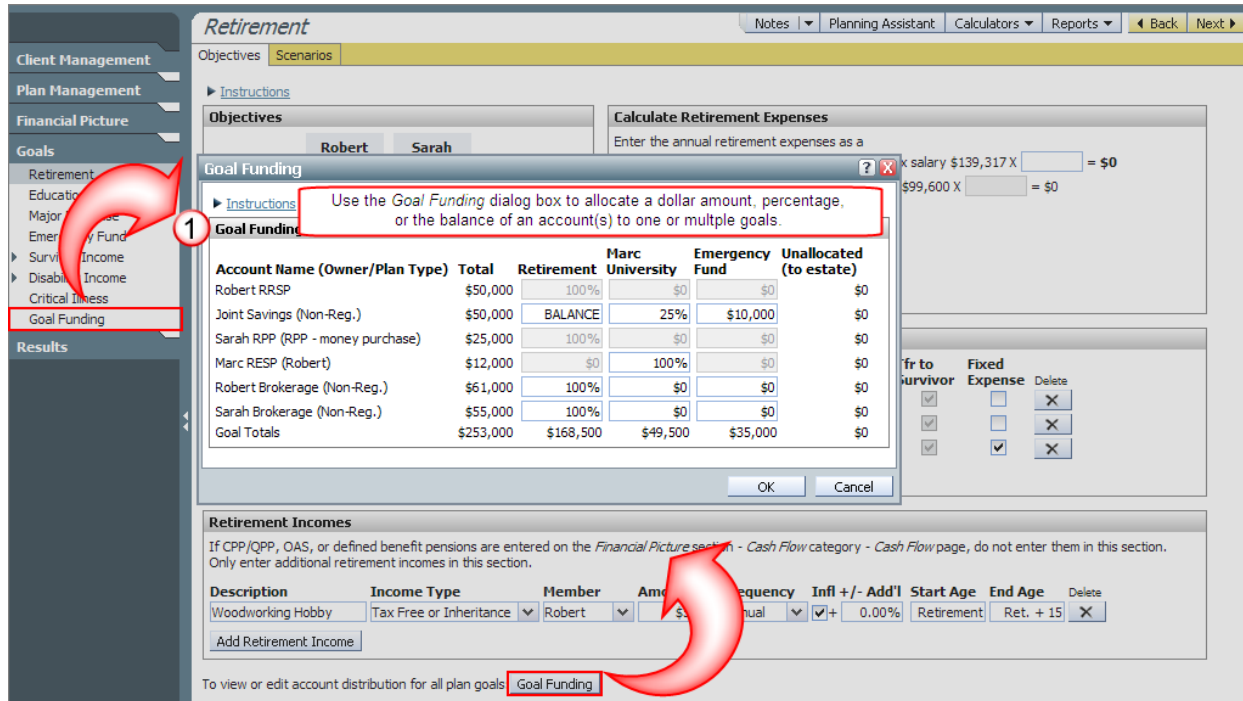 Retirement
Notes
Planning Assistant
Calculators
Reports
Back
Next
Client Management
Plan Management
Financial Picture
Goals
Retirement
Major
Emer y Fund
Income
Income
Critical Illness
Goal Funding
Results
Objectives Scenarios
Instructions
Objectives
Robert Sarah
Calculate Retirement Expenses
Enter the annual retirement expenses as a
x salary $139,317 X = $0
$99,600 X = $0
Goal Funding
Instructions
Use the Goal Funding dialog box to allocate a dollar amount, percentage,
or the balance of an account(s) to one or multple goals.
1
Goal Funding
Account Name (Owner/Plan Type) Total Retirement Marc University Emergency Fund Unallocated (to estate)
Robert RRSP $50,000 100% $0 $0 $0
Joint Savings (Non-Reg.) $50,000 BALANCE 25% $10,000 $0
Sarah RPP (RPP - money purchase) $25,000 100% $0 $0 $0
Marc RESP (Robert) $12,000 $0 100% $0 $0
Robert Brokerage (Non-Reg.) $61,000 100% $0 $0 $0
Sarah Brokerage (Non-Reg.) $55,000 100% $0 $0 $0
Goal Totals $253,000 $168,500 $49,500 $35,000 $0
OK Cancel
fr to Survivor Fixed Expense Delete
Retirement Incomes
If CPP/QPP, OAS, or defined benefit pensions are entered on the Financial Picture section - Cash Flow category - Cash Flow page, do not enter them in this section.
Only enter additional retirement incomes in this section.
Description Income Type Member Infl +/- Add'l Start Age End Age Delete
Woodworking Hobby Tax Free or Inheritance Robert + 0.00% Retirement Ret. + 15
Add Retirement Income
To view or edit account distribution for all plan goals Goal Funding